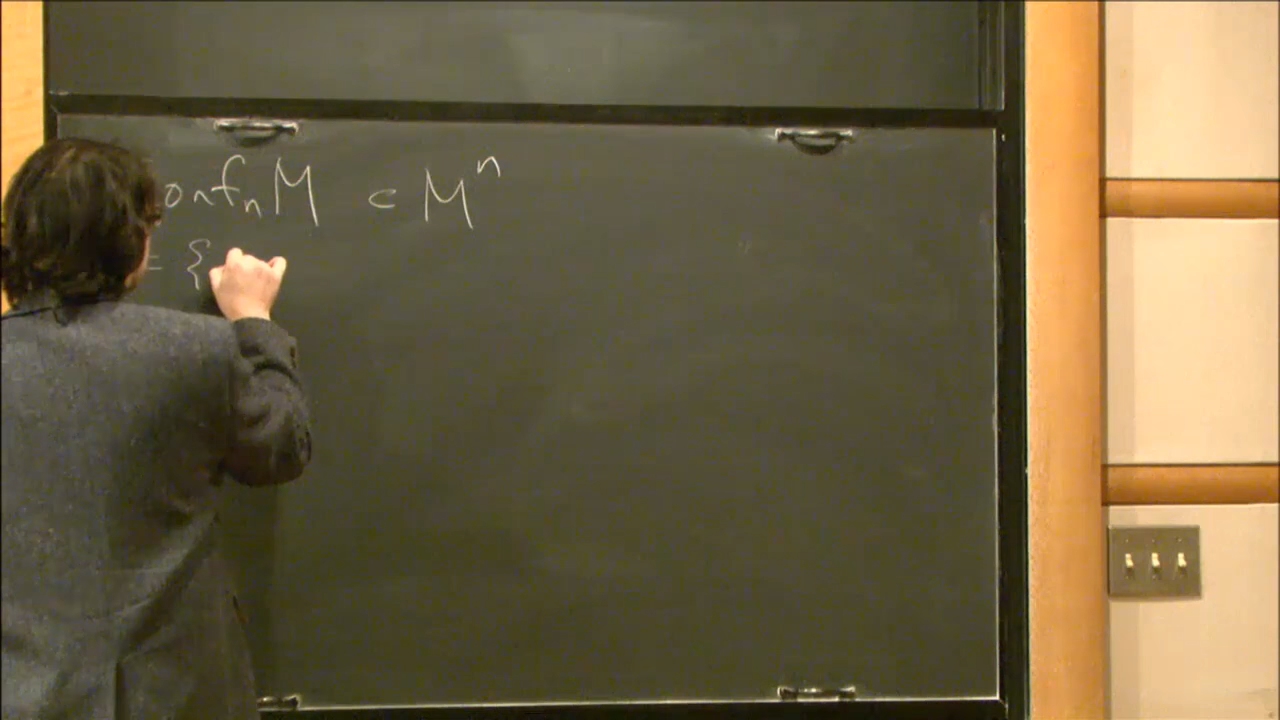 onfₙM ⊂ Mⁿ
= {